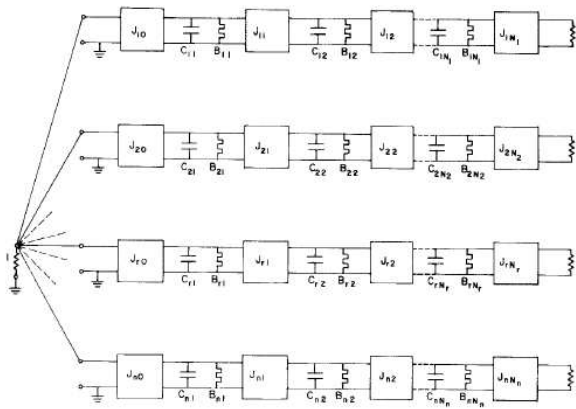 J10 J11 J12 J1N1
C11 B11 C12 B12 C1N1 B1N1
J20 J21 J22 J2N2
C21 B21 C22 B22 C2N2 B2N2
1
Jr0 Jr1 Jr2 JrNr
Cr1 Br1 Cr2 Br2 CrNr BrNr
Jn0 Jn1 Jn2 JnNn
Cn1 Bn1 Cn2 Bn2 CnNn BnNn